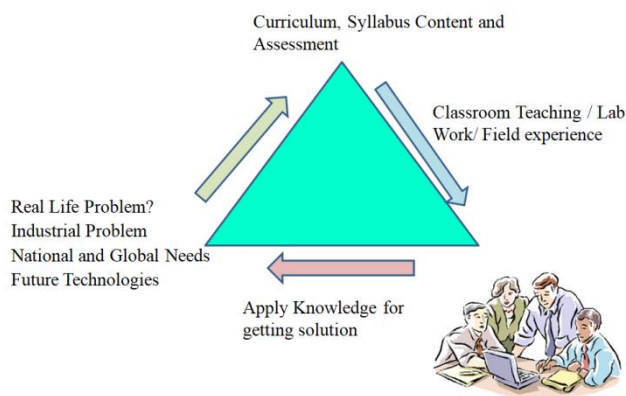 Curriculum, Syllabus Content and
Assessment
Classroom Teaching / Lab
Work/ Field experience
Real Life Problem?
Industrial Problem
National and Global Needs
Future Technologies
Apply Knowledge for
getting solution